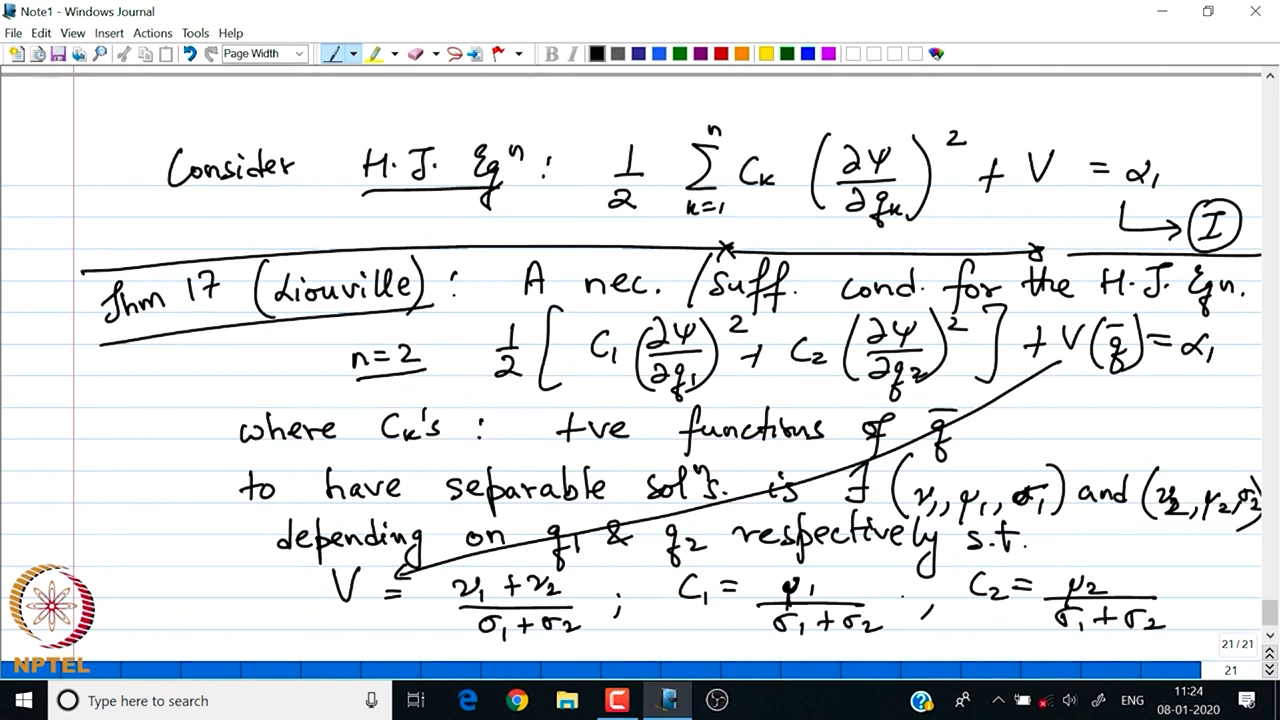 Note1 - Windows Journal
File Edit View Insert Actions Tools Help
Page Width
Consider H.J. Eqⁿ : 1/2 ∑_{k=1}^{n} C_k (∂ψ/∂q_k)² + V = α₁
→ I
Thm 17 (Liouville) : A nec. / suff. cond. for the H.J. Eqn.
n=2 1/2 [ C₁ (∂ψ/∂q₁)² + C₂ (∂ψ/∂q₂)² ] + V(q̄) = α₁
where C_k's : +ve functions of q̄
to have separable solⁿs. is ∃ (ν₁, μ₁, σ₁) and (ν₂, μ₂, σ₂)
depending on q₁ & q₂ respectively s.t.
V = (ν₁ + ν₂)/(σ₁ + σ₂) ; C₁ = μ₁/(σ₁ + σ₂) , C₂ = μ₂/(σ₁ + σ₂)
21 / 21
NPTEL
21
Type here to search
ENG
11:24
08-01-2020